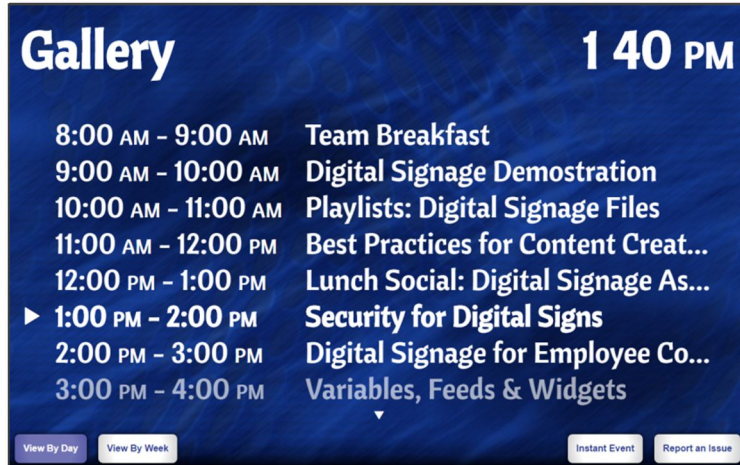 Gallery 1 40 PM
8:00 AM – 9:00 AM Team Breakfast
9:00 AM – 10:00 AM Digital Signage Demostration
10:00 AM – 11:00 AM Playlists: Digital Signage Files
11:00 AM – 12:00 PM Best Practices for Content Creat...
12:00 PM – 1:00 PM Lunch Social: Digital Signage As...
1:00 PM – 2:00 PM Security for Digital Signs
2:00 PM – 3:00 PM Digital Signage for Employee Co...
3:00 PM – 4:00 PM Variables, Feeds & Widgets
View By Day View By Week Instant Event Report an Issue